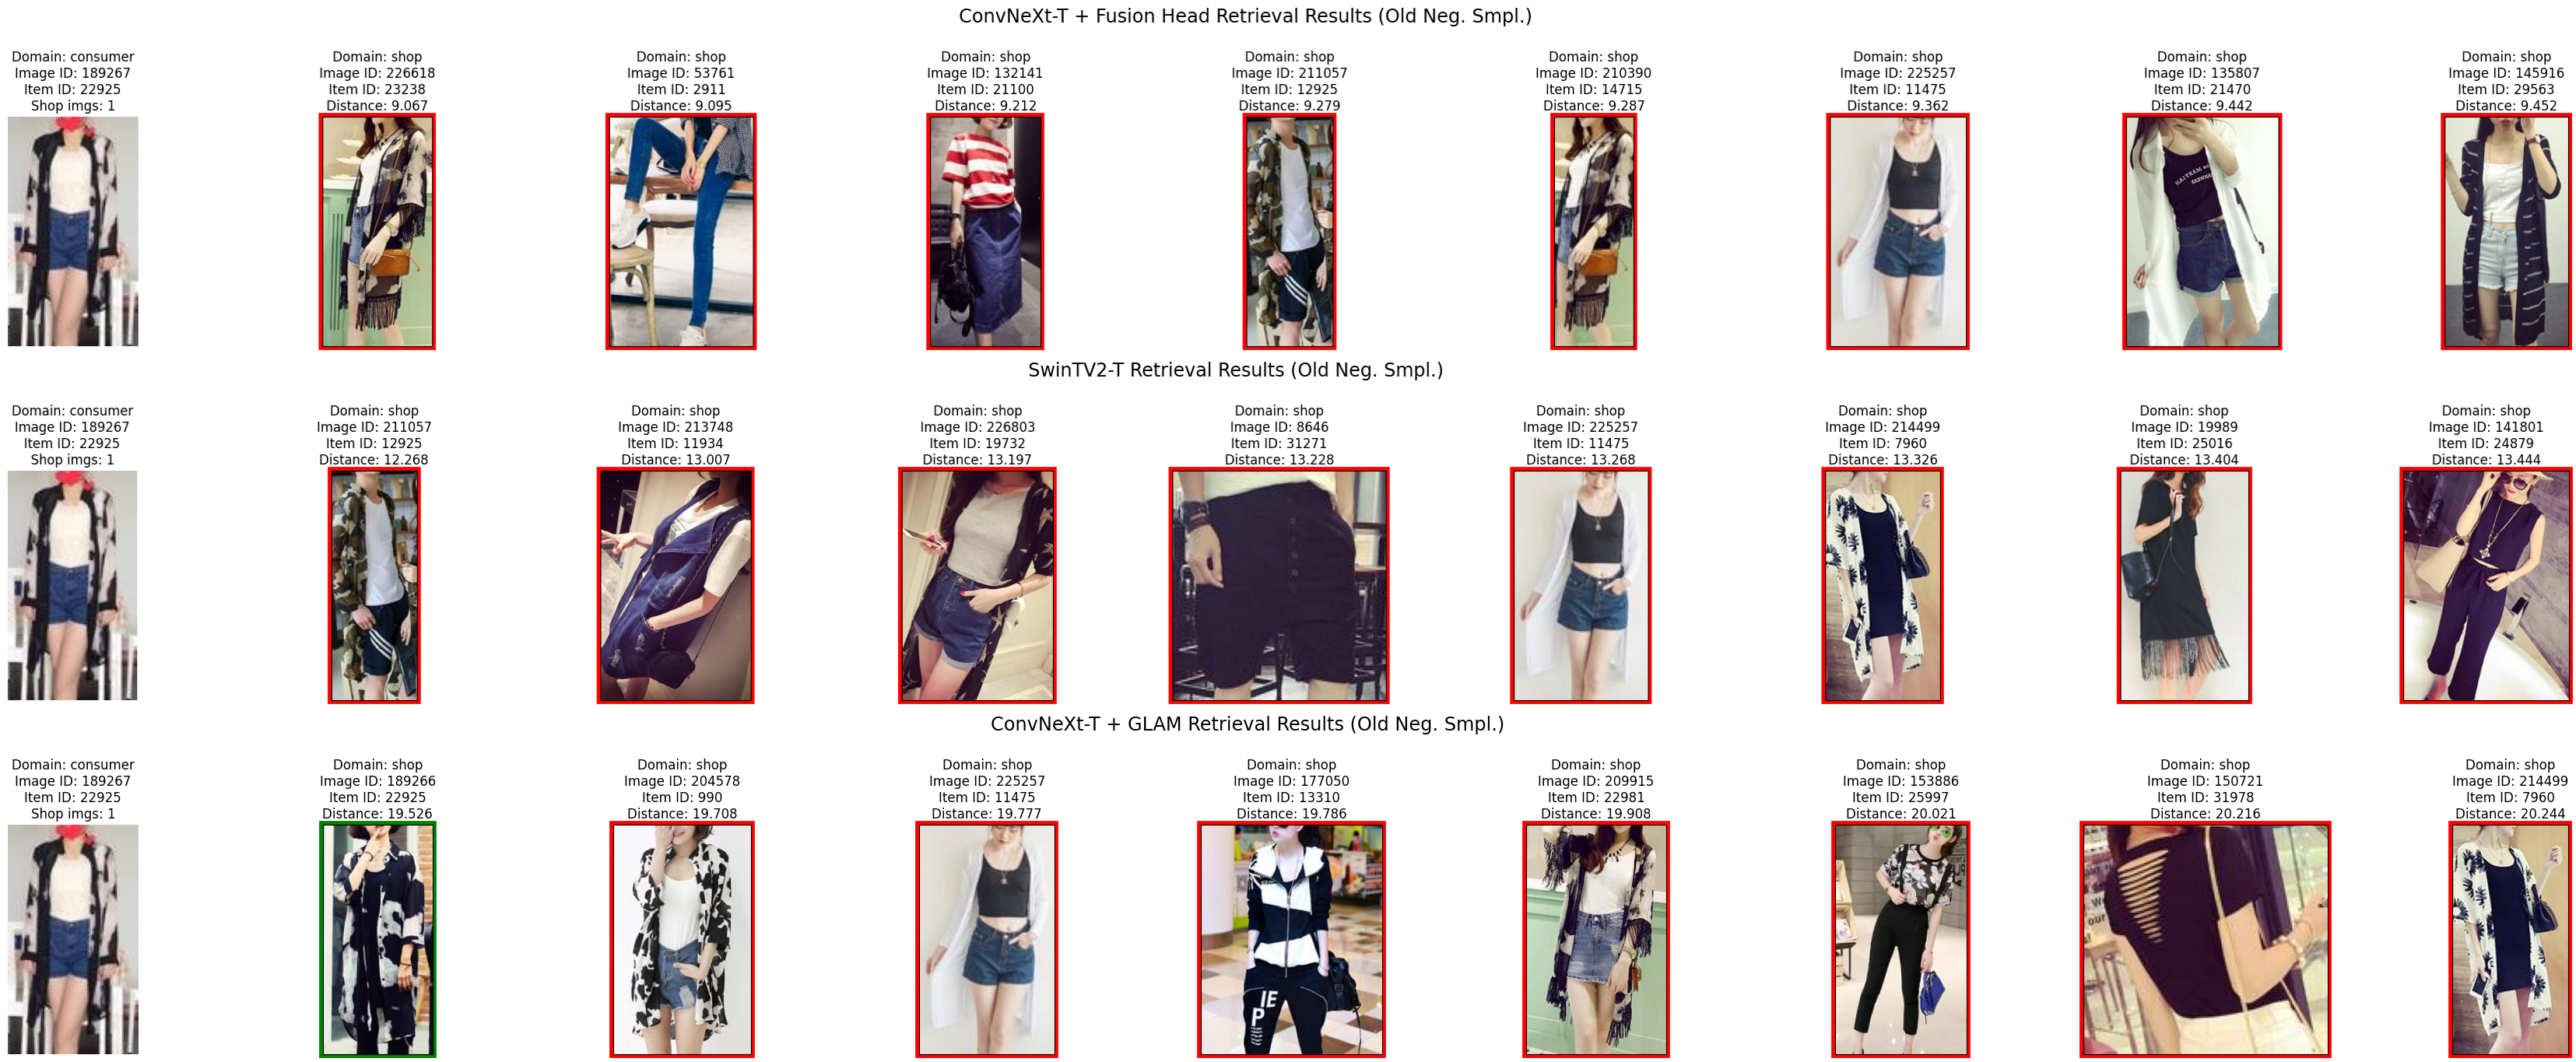 ConvNeXt-T + Fusion Head Retrieval Results (Old Neg. Smpl.)
Domain: consumer
Image ID: 189267
Item ID: 22925
Shop imgs: 1
Domain: shop
Image ID: 226618
Item ID: 23238
Distance: 9.067
Domain: shop
Image ID: 53761
Item ID: 2911
Distance: 9.095
Domain: shop
Image ID: 132141
Item ID: 21100
Distance: 9.212
Domain: shop
Image ID: 211057
Item ID: 12925
Distance: 9.279
Domain: shop
Image ID: 210390
Item ID: 14715
Distance: 9.287
Domain: shop
Image ID: 225257
Item ID: 11475
Distance: 9.362
Domain: shop
Image ID: 135807
Item ID: 21470
Distance: 9.442
Domain: shop
Image ID: 145916
Item ID: 29563
Distance: 9.452
SwinTV2-T Retrieval Results (Old Neg. Smpl.)
Domain: consumer
Image ID: 189267
Item ID: 22925
Shop imgs: 1
Domain: shop
Image ID: 211057
Item ID: 12925
Distance: 12.268
Domain: shop
Image ID: 213748
Item ID: 11934
Distance: 13.007
Domain: shop
Image ID: 226803
Item ID: 19732
Distance: 13.197
Domain: shop
Image ID: 8646
Item ID: 31271
Distance: 13.228
Domain: shop
Image ID: 225257
Item ID: 11475
Distance: 13.268
Domain: shop
Image ID: 214499
Item ID: 7960
Distance: 13.326
Domain: shop
Image ID: 19989
Item ID: 25016
Distance: 13.404
Domain: shop
Image ID: 141801
Item ID: 24879
Distance: 13.444
ConvNeXt-T + GLAM Retrieval Results (Old Neg. Smpl.)
Domain: consumer
Image ID: 189267
Item ID: 22925
Shop imgs: 1
Domain: shop
Image ID: 189266
Item ID: 22925
Distance: 19.526
Domain: shop
Image ID: 204578
Item ID: 990
Distance: 19.708
Domain: shop
Image ID: 225257
Item ID: 11475
Distance: 19.777
Domain: shop
Image ID: 177050
Item ID: 13310
Distance: 19.786
Domain: shop
Image ID: 209915
Item ID: 22981
Distance: 19.908
Domain: shop
Image ID: 153886
Item ID: 25997
Distance: 20.021
Domain: shop
Image ID: 150721
Item ID: 31978
Distance: 20.216
Domain: shop
Image ID: 214499
Item ID: 7960
Distance: 20.244
IE
P
our